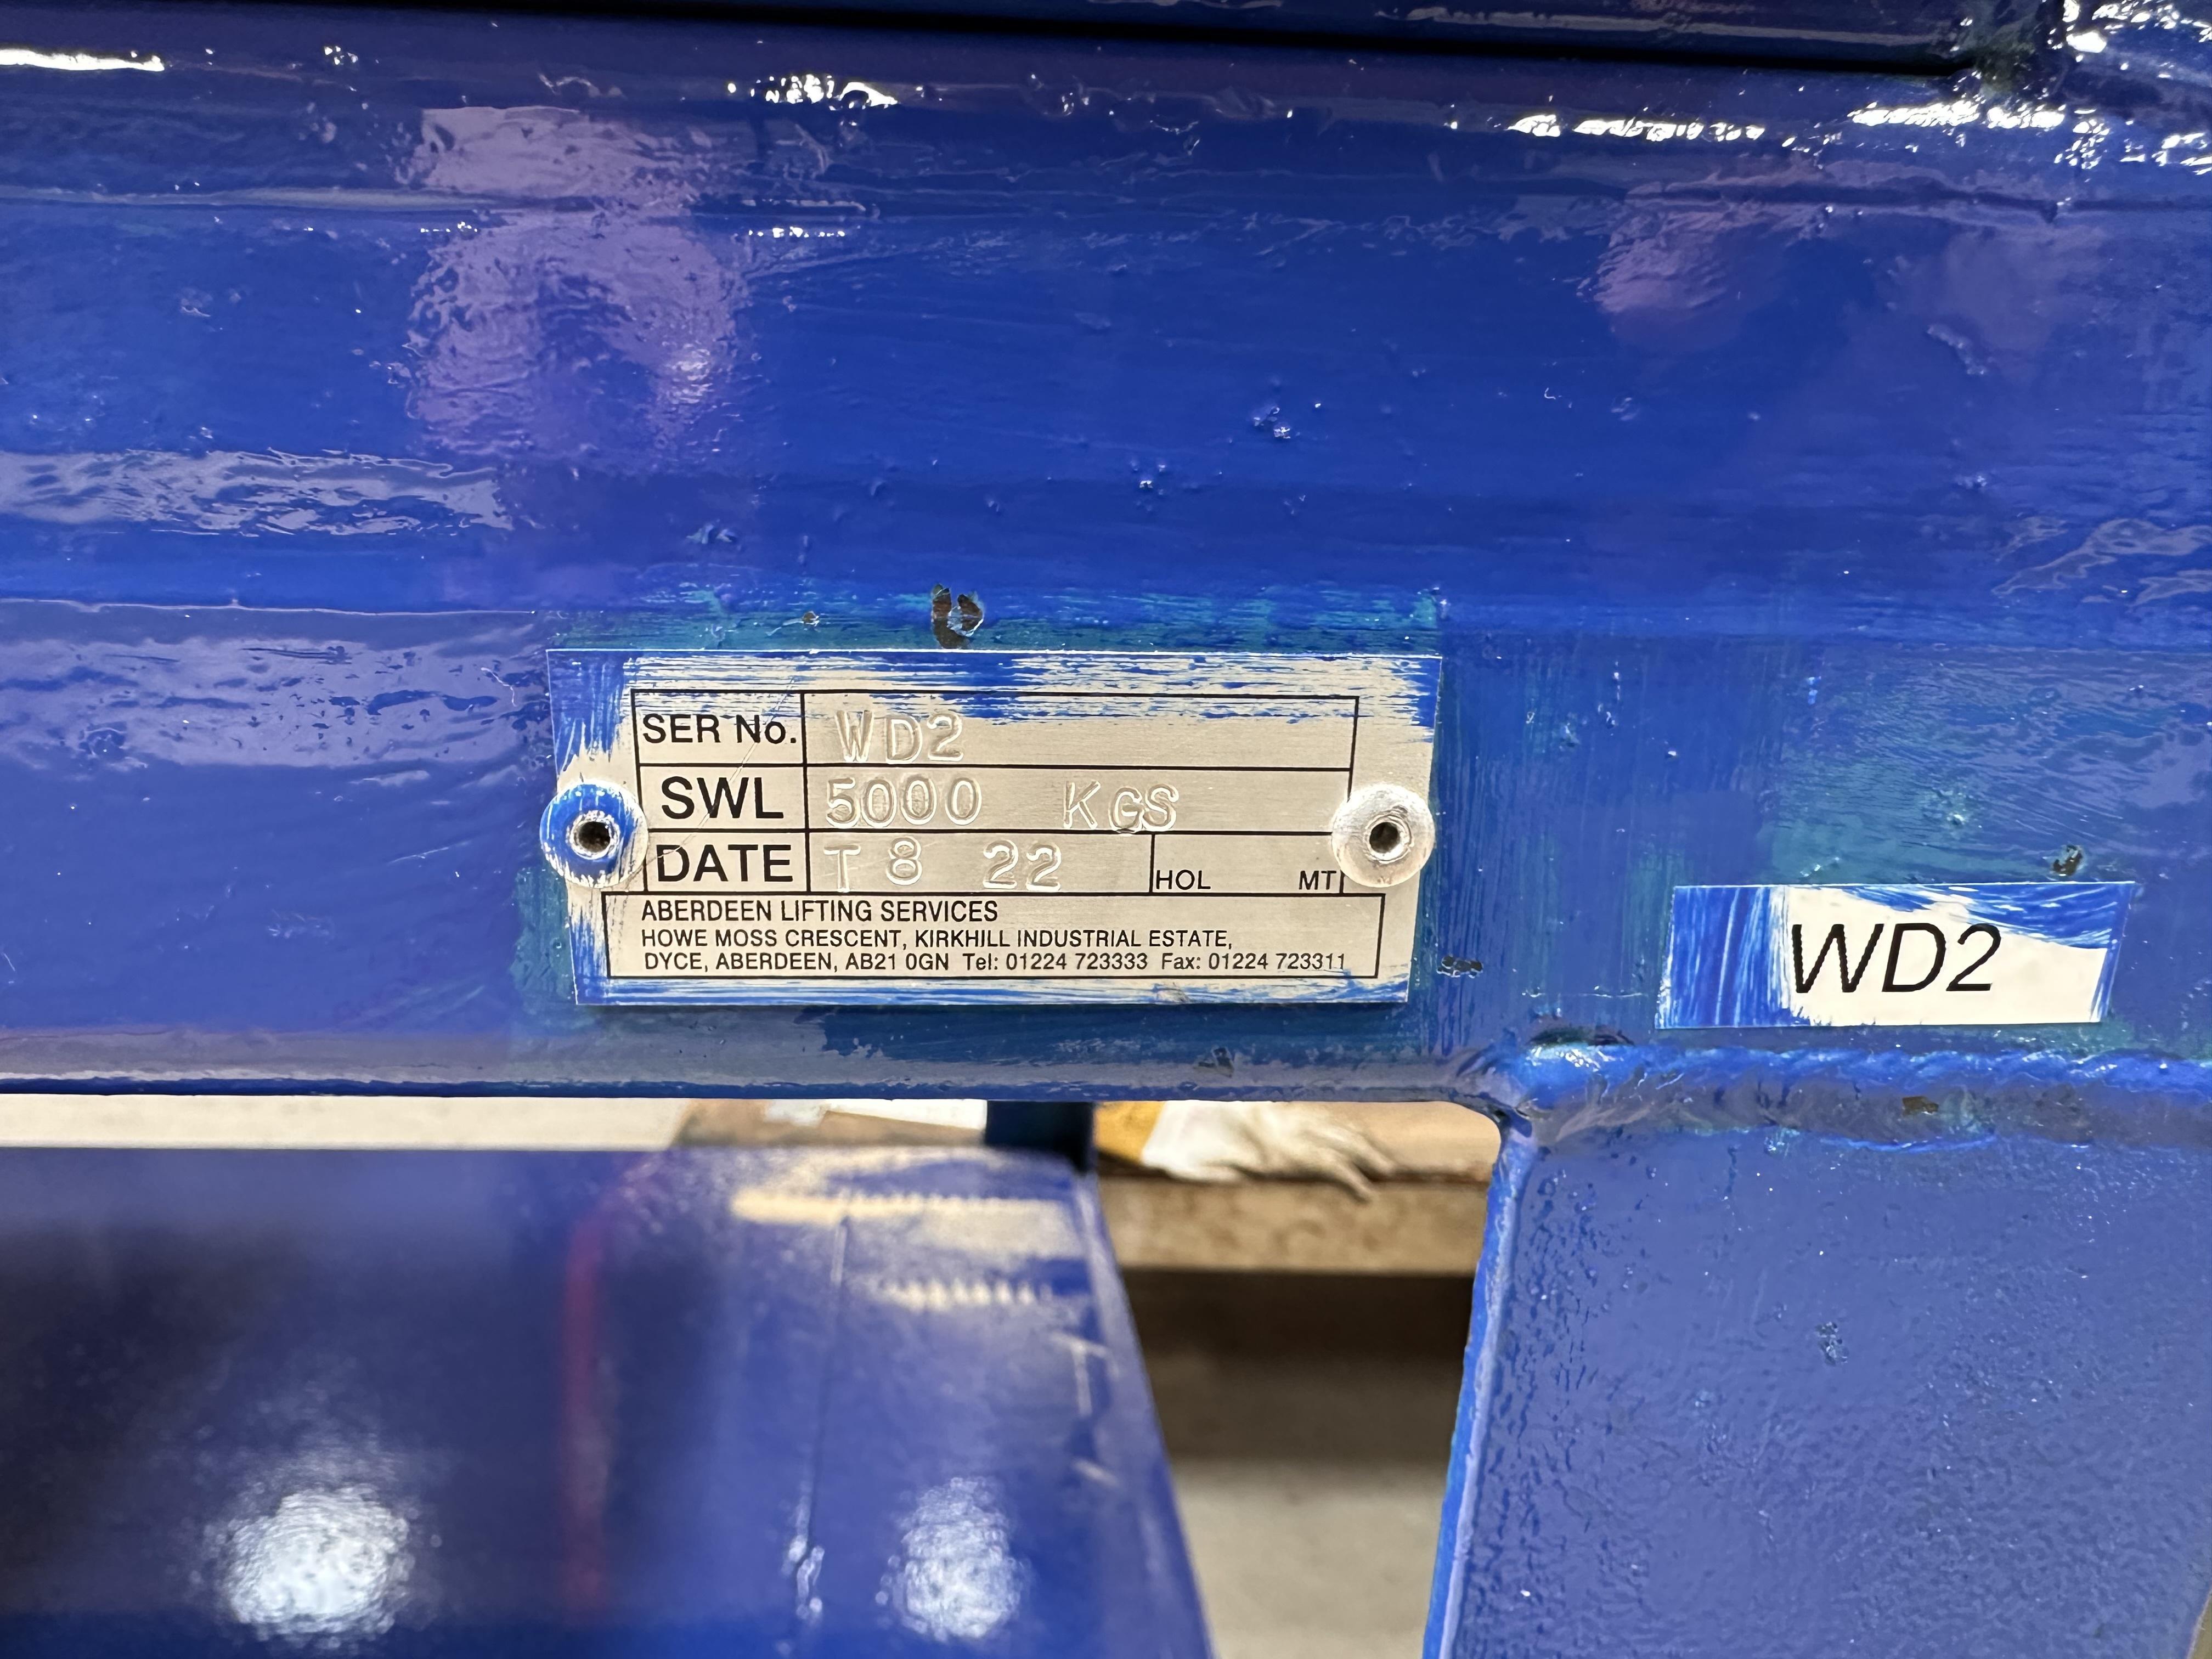 SER No. WD2
SWL 5000 KGS
DATE T 8 22 HOL MT
ABERDEEN LIFTING SERVICES
HOWE MOSS CRESCENT, KIRKHILL INDUSTRIAL ESTATE,
DYCE, ABERDEEN, AB21 0GN Tel: 01224 723333 Fax: 01224 723311
WD2